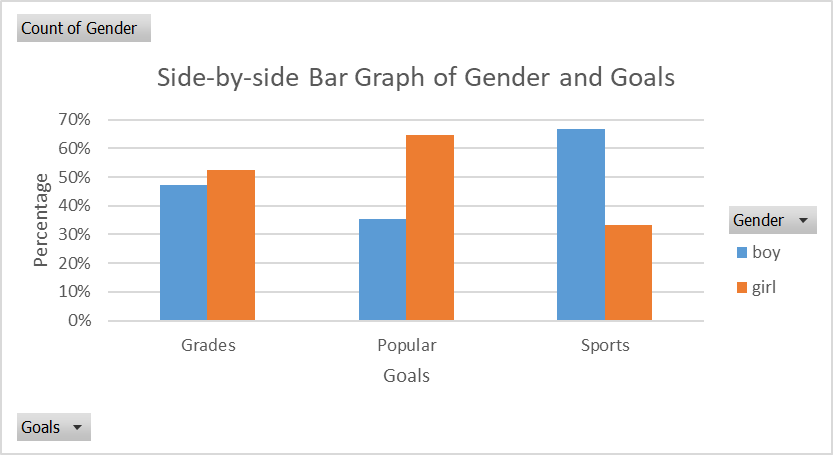 Count of Gender
Side-by-side Bar Graph of Gender and Goals
70%
60%
50%
40%
30%
20%
10%
0%
Percentage
Grades Popular Sports
Goals
Gender
boy
girl
Goals